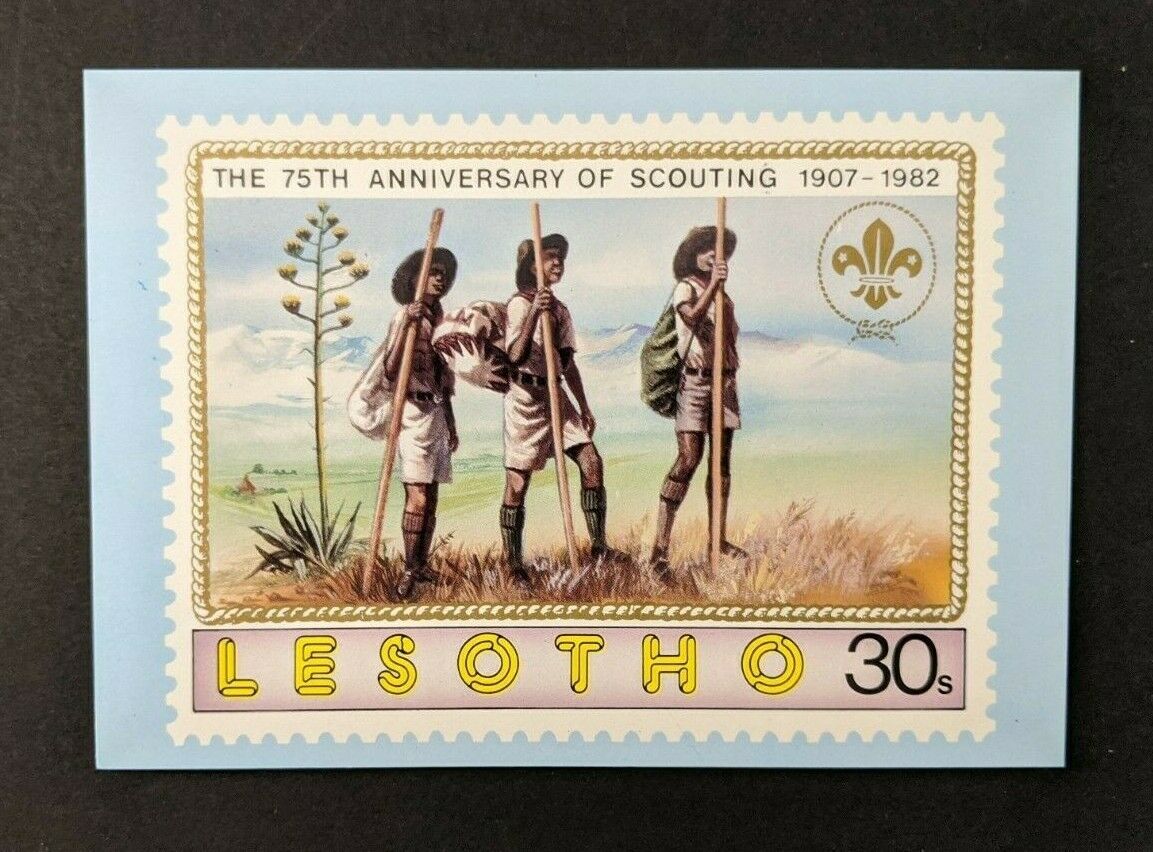 THE 75TH ANNIVERSARY OF SCOUTING 1907-1982
LESOTHO 30s